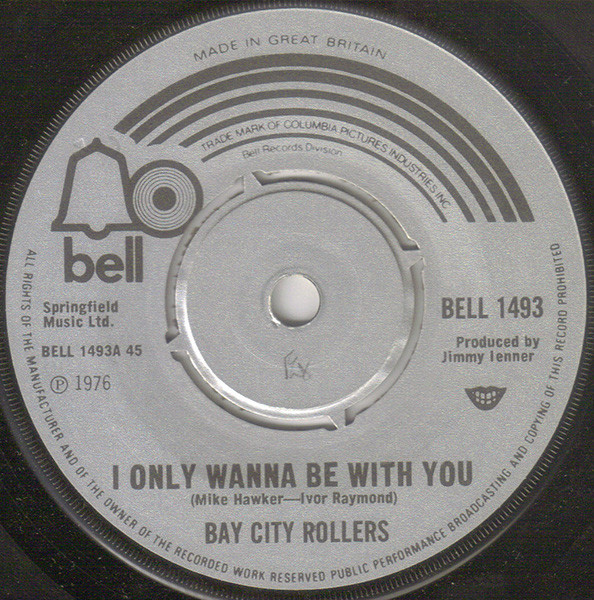 MADE IN GREAT BRITAIN
TRADE MARK OF COLUMBIA PICTURES INDUSTRIES INC
Bell Records Division
bell
Springfield
Music Ltd.
BELL 1493A 45
Ⓟ 1976
BELL 1493
Produced by
Jimmy Ienner
Ex
I ONLY WANNA BE WITH YOU
(Mike Hawker—Ivor Raymond)
BAY CITY ROLLERS
ALL RIGHTS OF THE MANUFACTURER AND OF THE OWNER OF THE RECORDED WORK RESERVED PUBLIC PERFORMANCE BROADCASTING AND COPYING OF THIS RECORD PROHIBITED